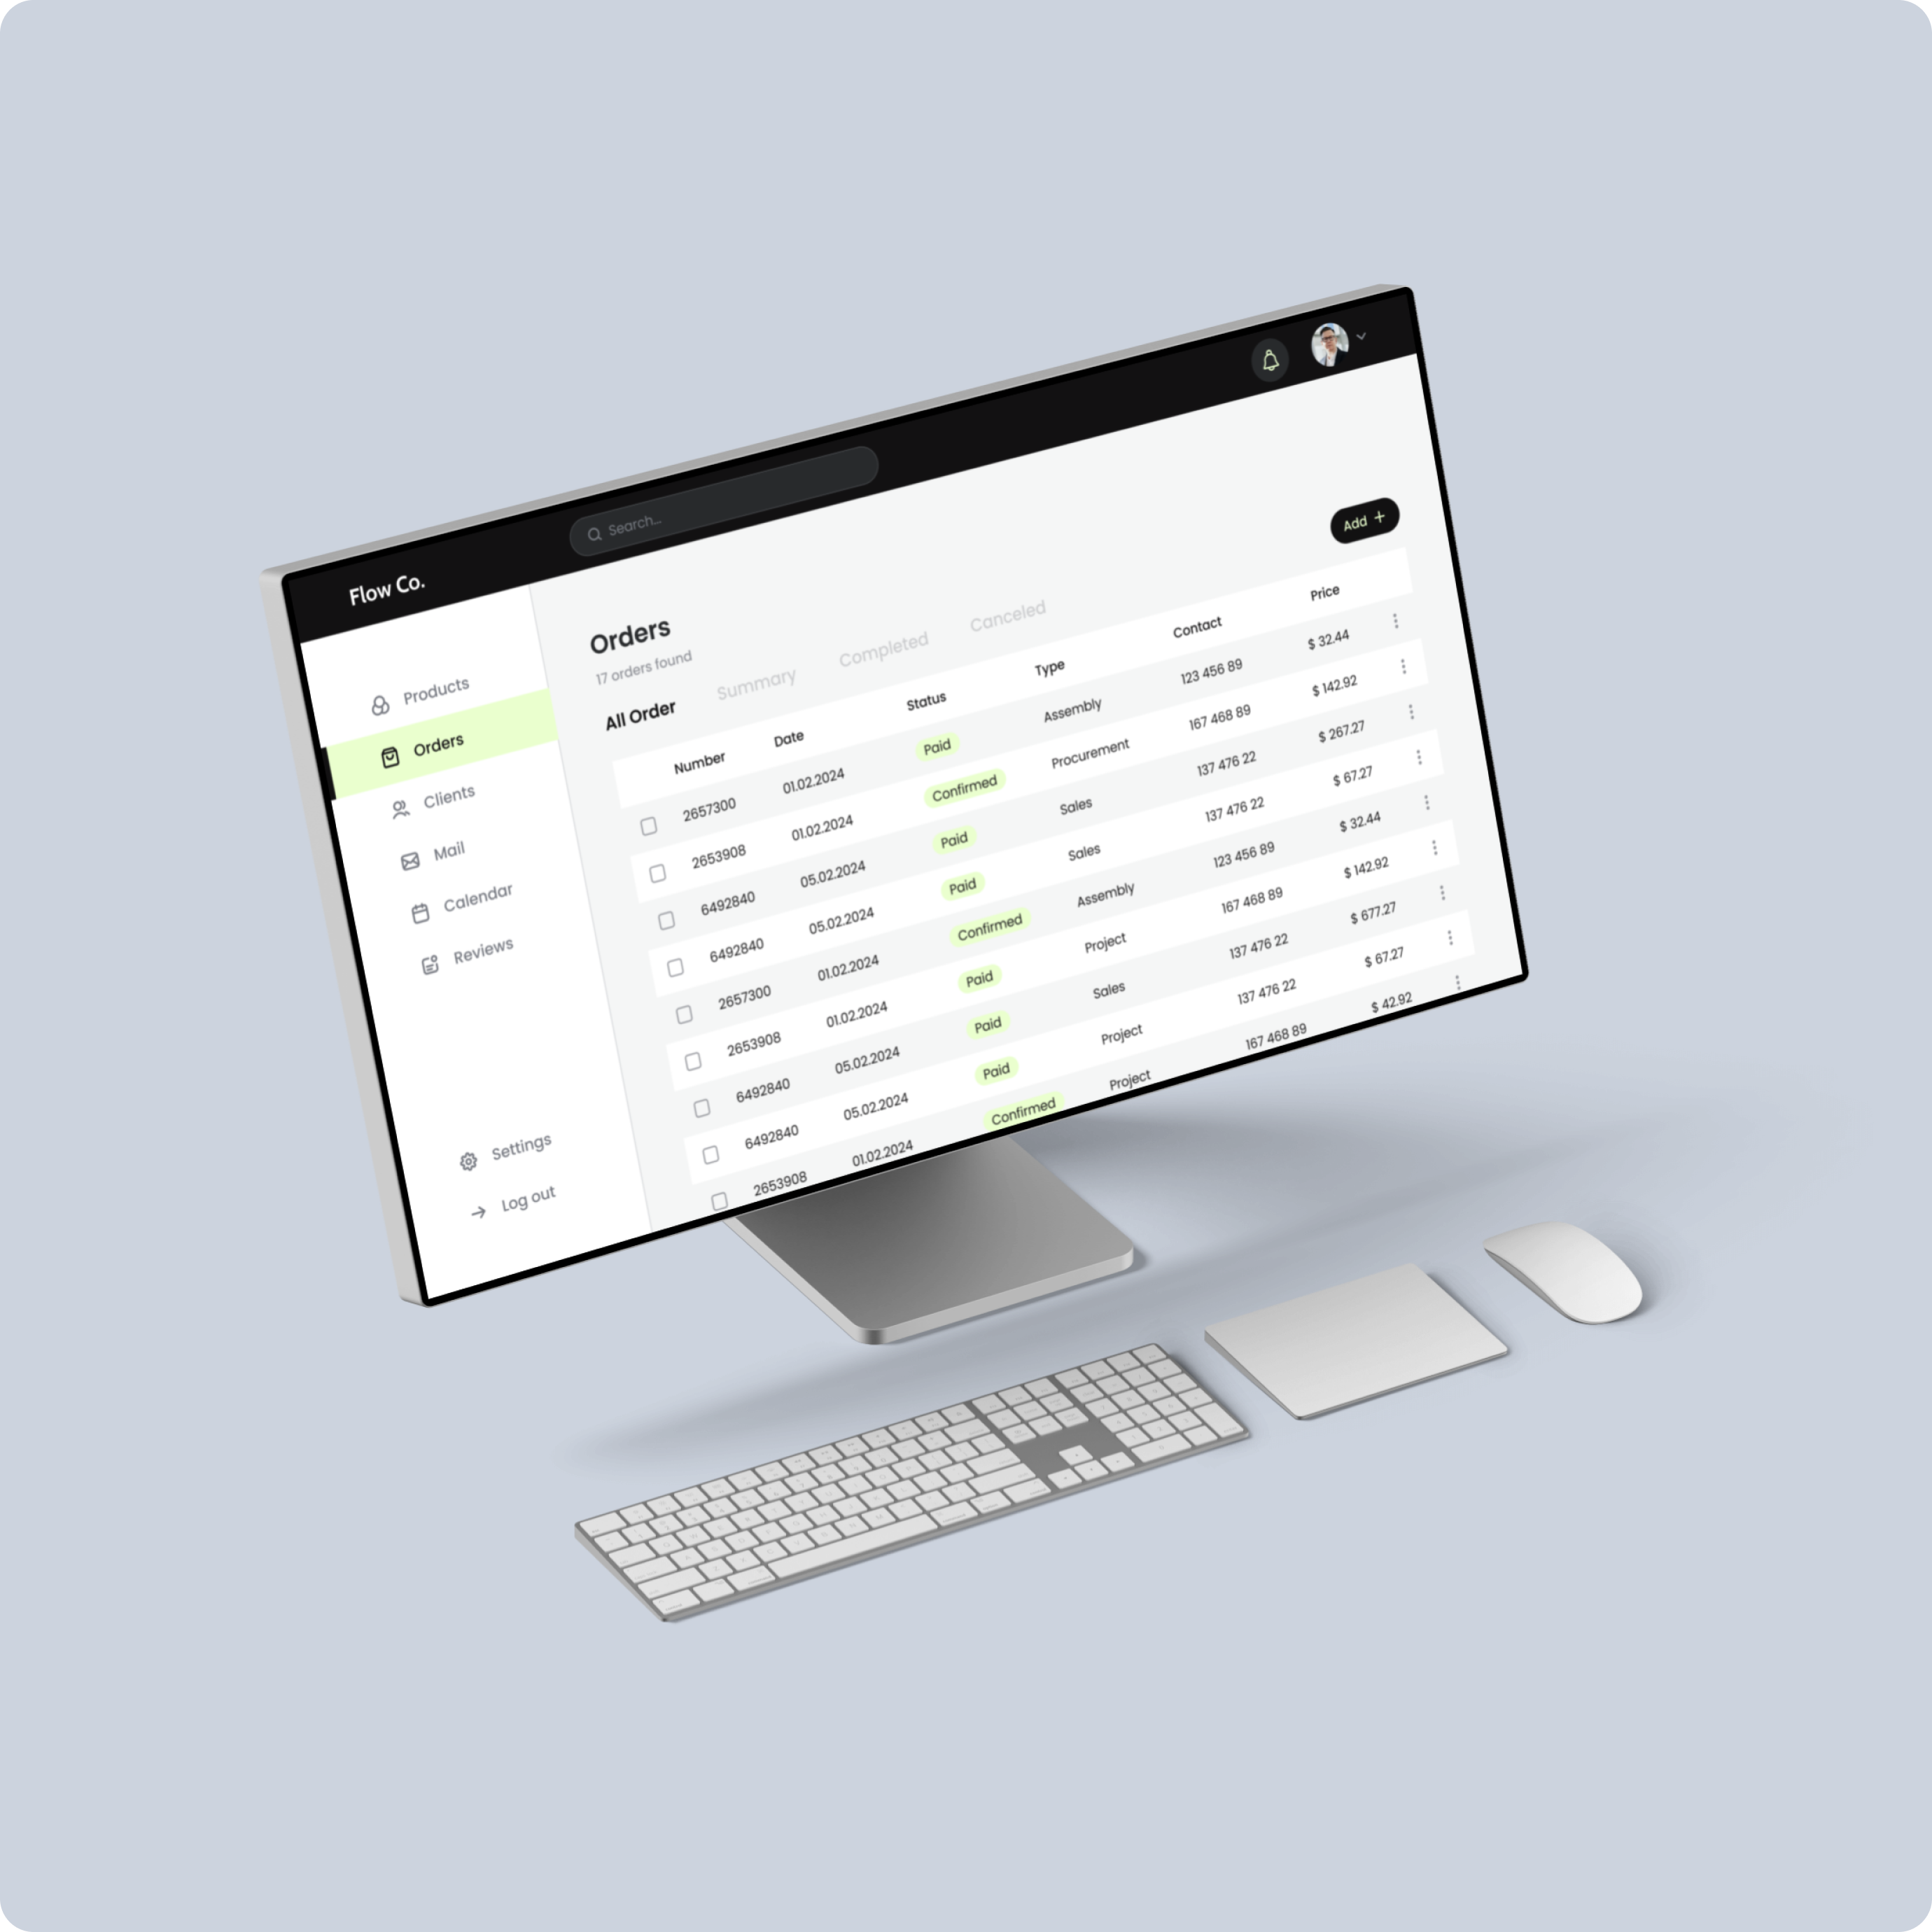 Flow Co.
Search...
Products
Orders
Clients
Mail
Calendar
Reviews
Settings
Log out
Orders
17 orders found
Add +
All Order Summary Completed Canceled
Number Date Status Type Contact Price
2657300 01.02.2024 Paid Assembly 123 456 89 $ 32.44
2653908 01.02.2024 Confirmed Procurement 167 468 89 $ 142.92
6492840 05.02.2024 Paid Sales 137 476 22 $ 267.27
6492840 05.02.2024 Paid Sales 137 476 22 $ 67.27
2657300 01.02.2024 Confirmed Assembly 123 456 89 $ 32.44
2653908 01.02.2024 Paid Project 167 468 89 $ 142.92
6492840 05.02.2024 Paid Sales 137 476 22 $ 677.27
6492840 05.02.2024 Paid Project 137 476 22 $ 67.27
2653908 01.02.2024 Confirmed Project 167 468 89 $ 42.92